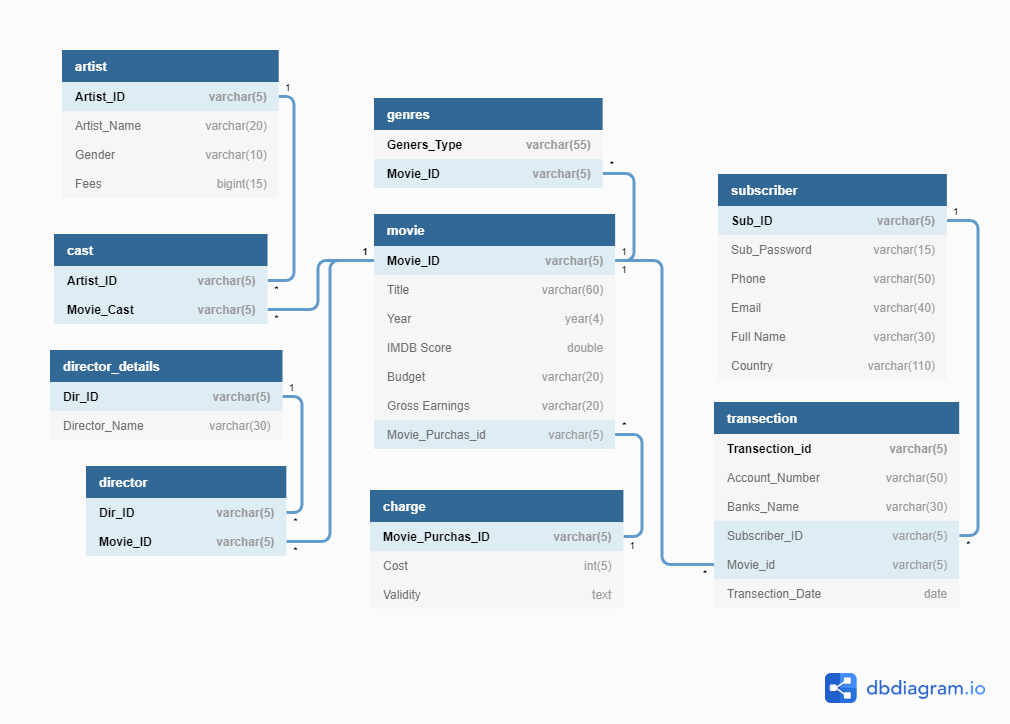 artist
Artist_ID varchar(5)
Artist_Name varchar(20)
Gender varchar(10)
Fees bigint(15)
1
cast
Artist_ID varchar(5)
Movie_Cast varchar(5)
*
*
director_details
Dir_ID varchar(5)
Director_Name varchar(30)
1
director
Dir_ID varchar(5)
Movie_ID varchar(5)
*
*
genres
Geners_Type varchar(55)
Movie_ID varchar(5)
*
movie
1
Movie_ID varchar(5)
1
1
Title varchar(60)
Year year(4)
IMDB Score double
Budget varchar(20)
Gross Earnings varchar(20)
Movie_Purchas_id varchar(5)
*
charge
Movie_Purchas_ID varchar(5)
1
Cost int(5)
Validity text
subscriber
Sub_ID varchar(5)
1
Sub_Password varchar(15)
Phone varchar(50)
Email varchar(40)
Full Name varchar(30)
Country varchar(110)
transection
Transection_id varchar(5)
Account_Number varchar(50)
Banks_Name varchar(30)
Subscriber_ID varchar(5)
*
Movie_id varchar(5)
*
Transection_Date date
dbdiagram.io